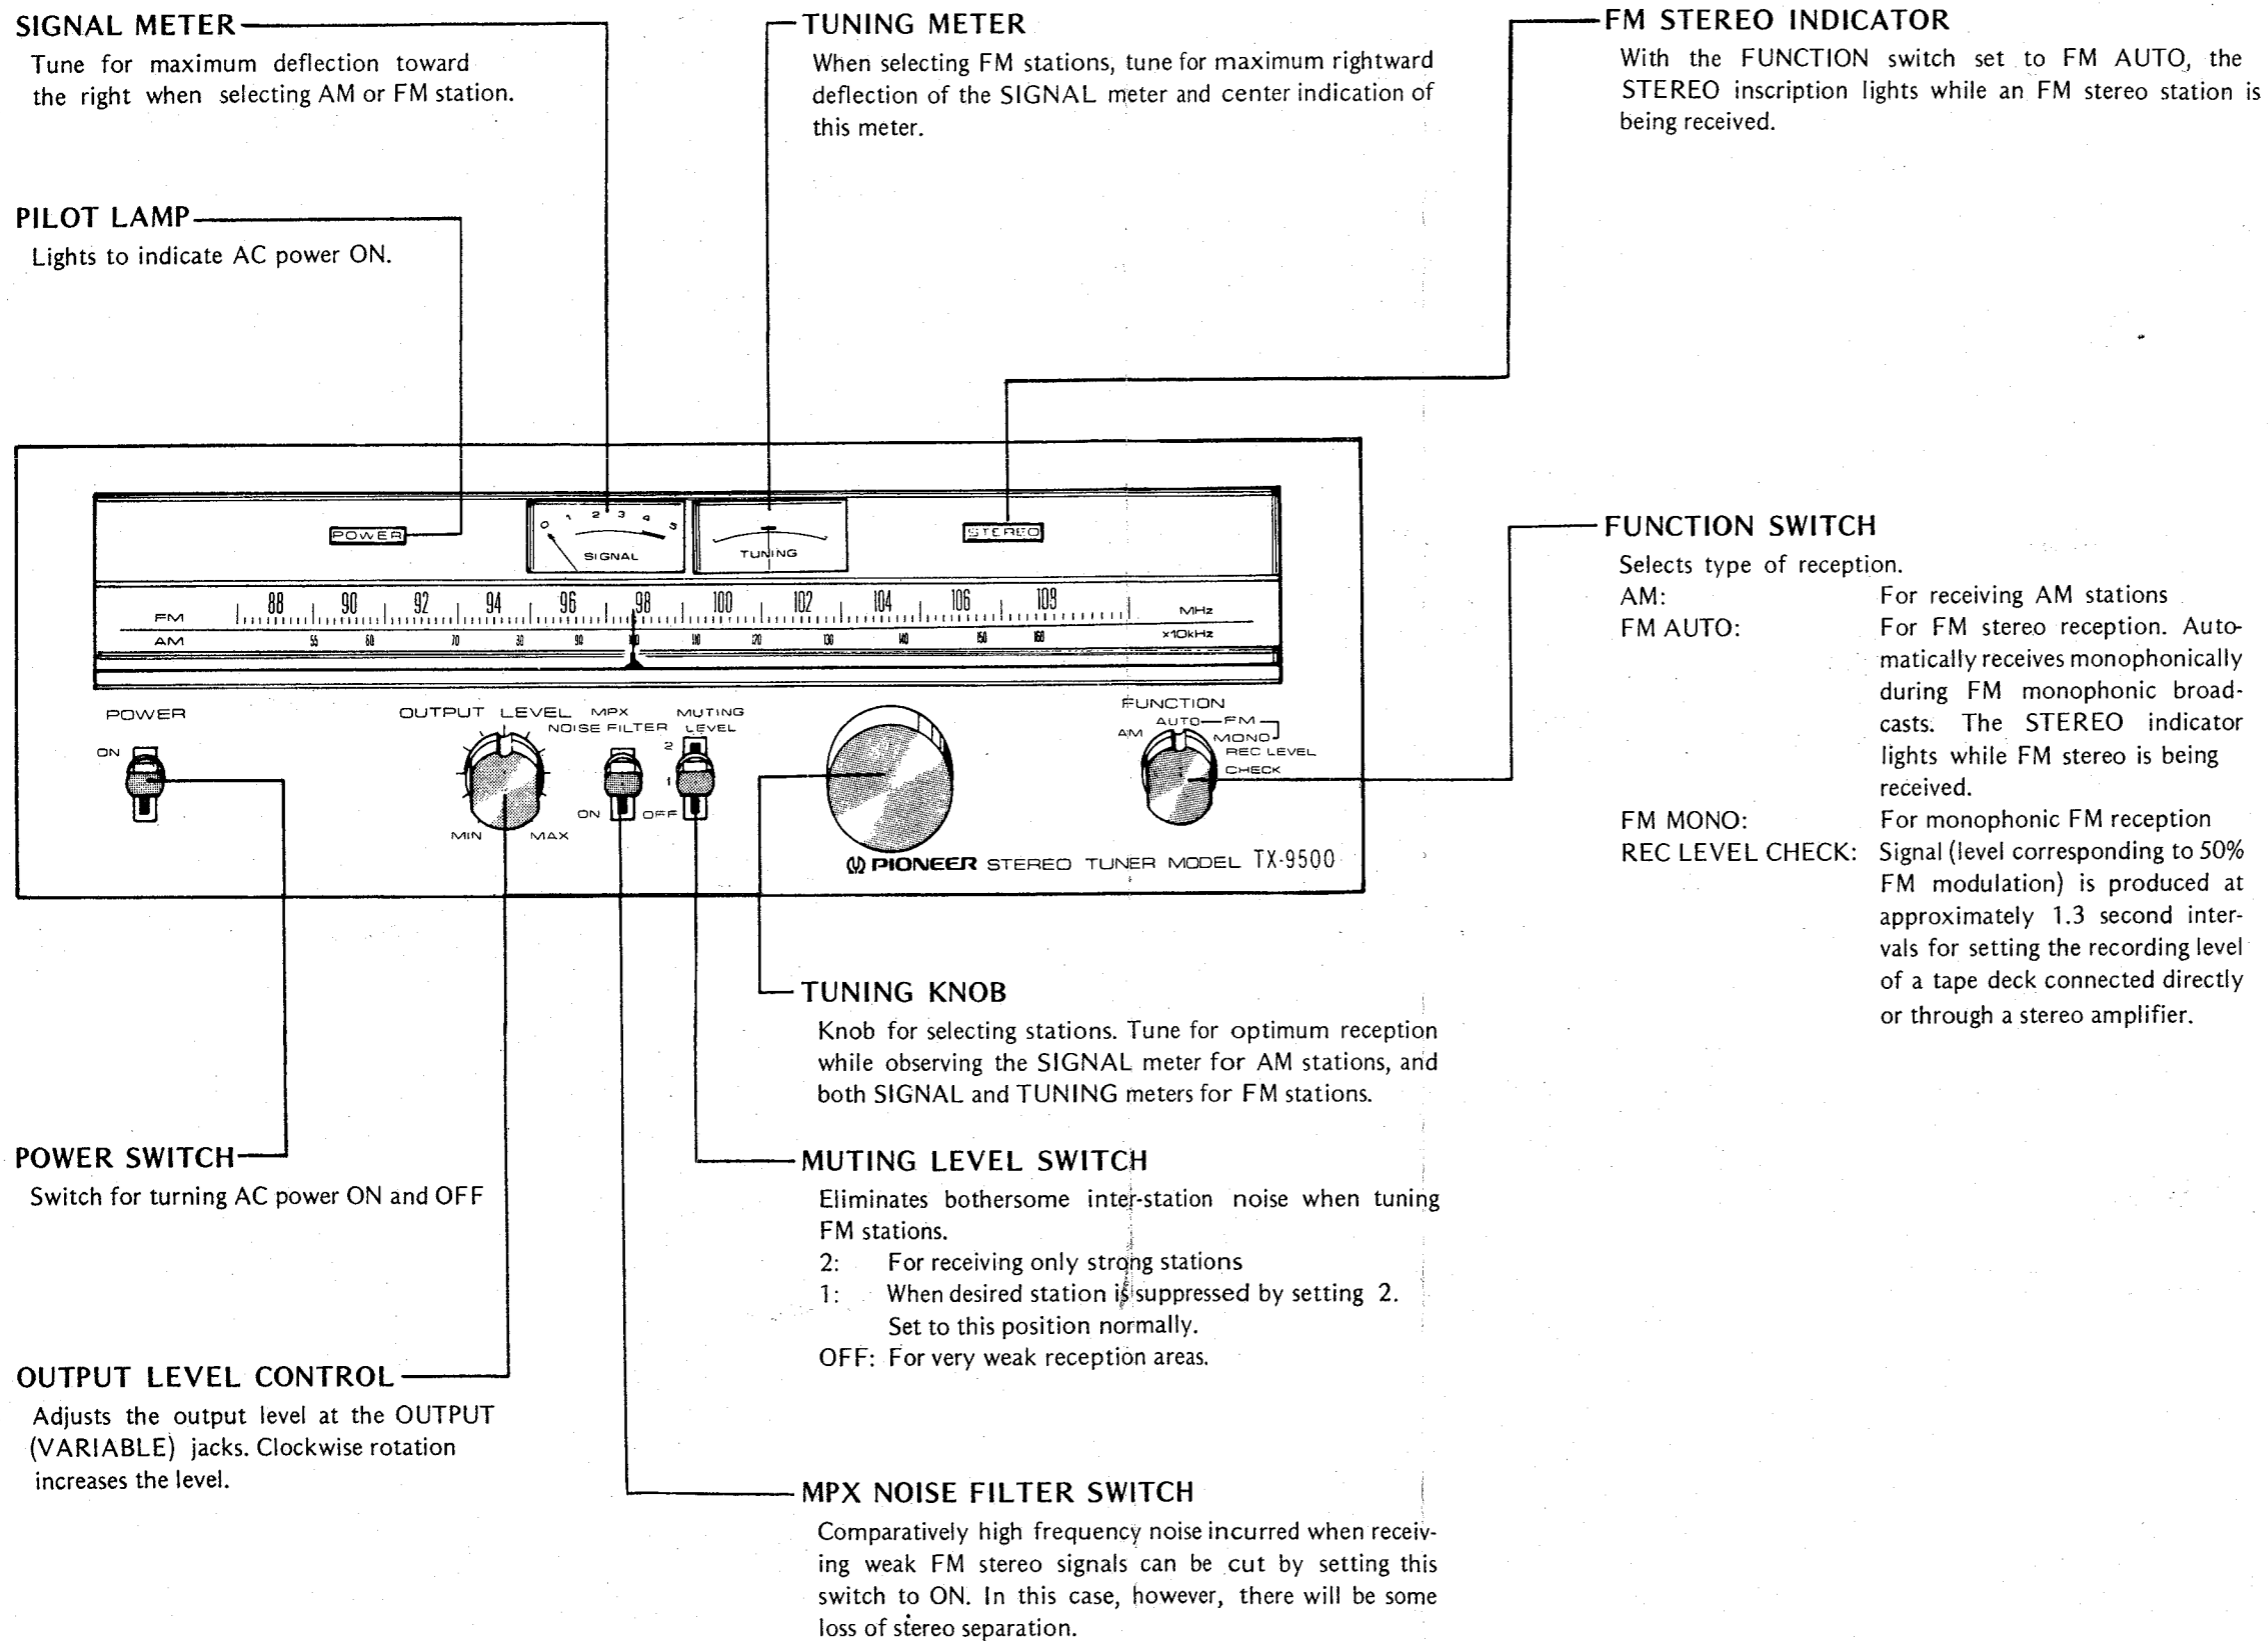 SIGNAL METER
Tune for maximum deflection toward
the right when selecting AM or FM station.
TUNING METER
When selecting FM stations, tune for maximum rightward
deflection of the SIGNAL meter and center indication of
this meter.
FM STEREO INDICATOR
With the FUNCTION switch set to FM AUTO, the
STEREO inscription lights while an FM stereo station is
being received.
PILOT LAMP
Lights to indicate AC power ON.
POWER
0 1 2 3 4 5
SIGNAL
TUNING
STEREO
FM 88 90 92 94 96 98 100 102 104 106 108 MHz
AM 55 60 70 80 90 100 110 120 130 140 150 160 x10kHz
POWER
ON
OUTPUT LEVEL
MIN MAX
MPX
NOISE FILTER
ON
MUTING
LEVEL
2
1
OFF
FUNCTION
AUTO FM
AM MONO
REC LEVEL
CHECK
PIONEER STEREO TUNER MODEL TX-9500
FUNCTION SWITCH
Selects type of reception.
AM: For receiving AM stations
FM AUTO: For FM stereo reception. Auto-
matically receives monophonically
during FM monophonic broad-
casts. The STEREO indicator
lights while FM stereo is being
received.
FM MONO: For monophonic FM reception
REC LEVEL CHECK: Signal (level corresponding to 50%
FM modulation) is produced at
approximately 1.3 second inter-
vals for setting the recording level
of a tape deck connected directly
or through a stereo amplifier.
TUNING KNOB
Knob for selecting stations. Tune for optimum reception
while observing the SIGNAL meter for AM stations, and
both SIGNAL and TUNING meters for FM stations.
POWER SWITCH
Switch for turning AC power ON and OFF
MUTING LEVEL SWITCH
Eliminates bothersome inter-station noise when tuning
FM stations.
2: For receiving only strong stations
1: When desired station is suppressed by setting 2.
Set to this position normally.
OFF: For very weak reception areas.
OUTPUT LEVEL CONTROL
Adjusts the output level at the OUTPUT
(VARIABLE) jacks. Clockwise rotation
increases the level.
MPX NOISE FILTER SWITCH
Comparatively high frequency noise incurred when receiv-
ing weak FM stereo signals can be cut by setting this
switch to ON. In this case, however, there will be some
loss of stereo separation.